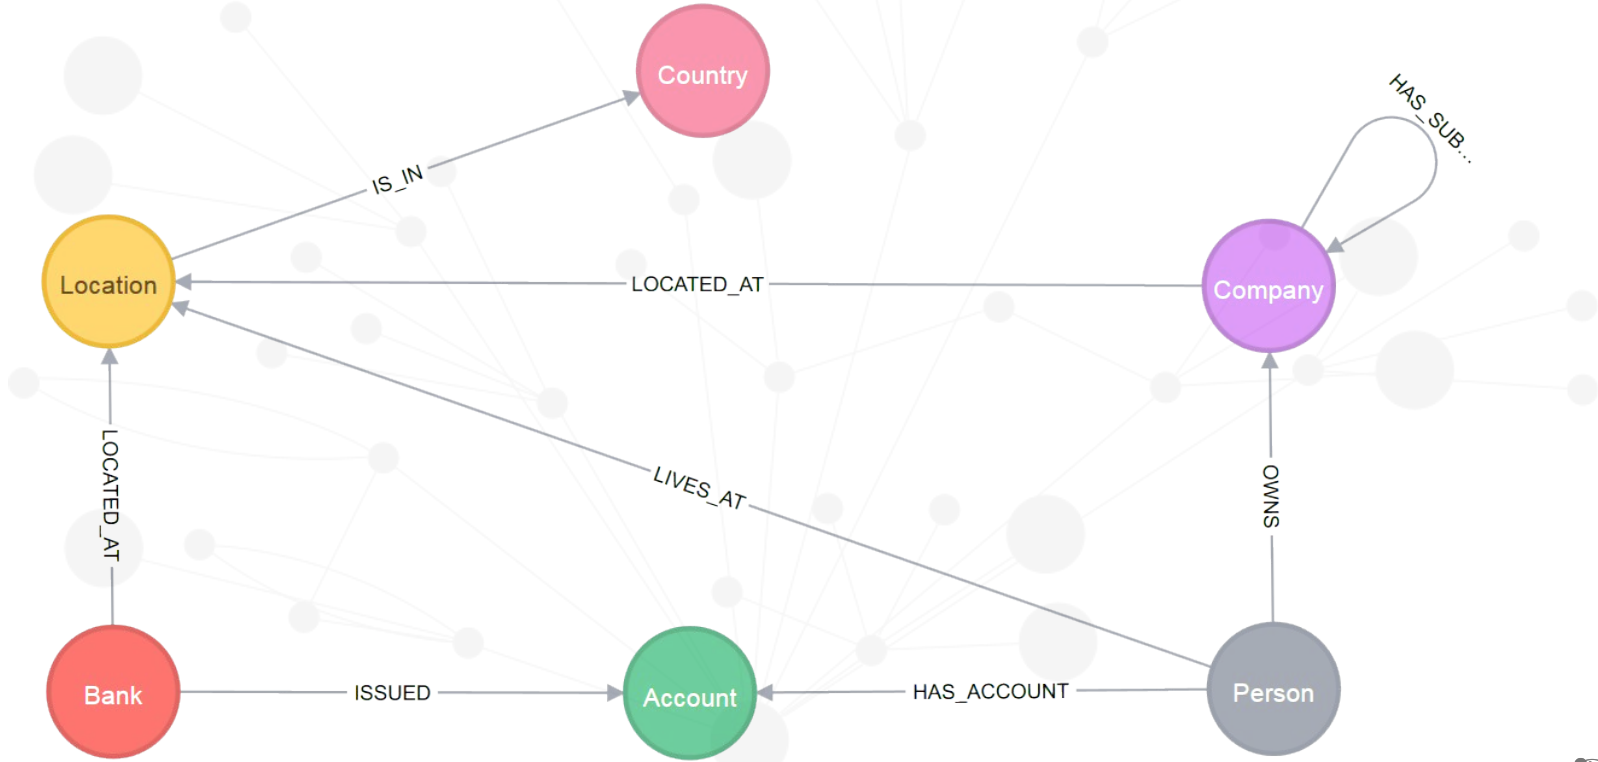 Country
HAS_SUB...
IS_IN
Location
LOCATED_AT
Company
LOCATED_AT
LIVES_AT
OWNS
Bank
ISSUED
Account
HAS_ACCOUNT
Person